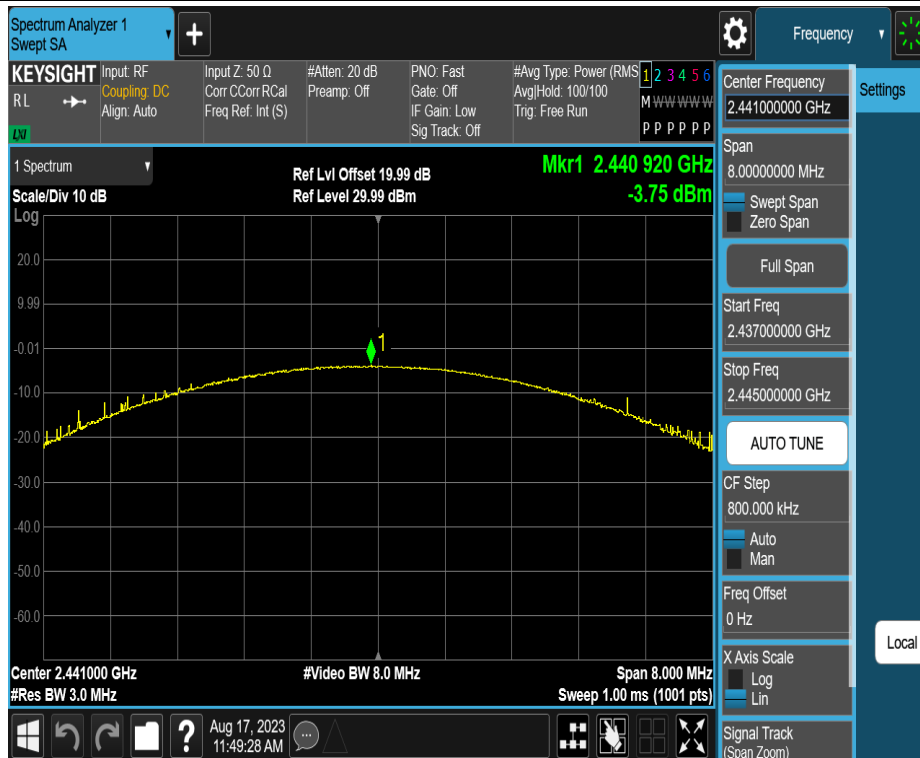 Spectrum Analyzer 1
Swept SA
+
Frequency
KEYSIGHT
R L
LXI
Input: RF
Coupling: DC
Align: Auto
Input Z: 50 Ω
Corr CCorr RCal
Freq Ref: Int (S)
#Atten: 20 dB
Preamp: Off
PNO: Fast
Gate: Off
IF Gain: Low
Sig Track: Off
#Avg Type: Power (RMS
Avg|Hold: 100/100
Trig: Free Run
1 2 3 4 5 6
M W W W W W
P P P P P P
Center Frequency
2.441000000 GHz
Settings
1 Spectrum
Scale/Div 10 dB
Log
Ref Lvl Offset 19.99 dB
Ref Level 29.99 dBm
Mkr1 2.440 920 GHz
-3.75 dBm
20.0
9.99
-0.01
-10.0
-20.0
-30.0
-40.0
-50.0
-60.0
1
Span
8.00000000 MHz
Swept Span
Zero Span
Full Span
Start Freq
2.437000000 GHz
Stop Freq
2.445000000 GHz
AUTO TUNE
CF Step
800.000 kHz
Auto
Man
Freq Offset
0 Hz
X Axis Scale
Log
Lin
Signal Track
(Span Zoom)
Local
Center 2.441000 GHz
#Res BW 3.0 MHz
#Video BW 8.0 MHz
Span 8.000 MHz
Sweep 1.00 ms (1001 pts)
?
Aug 17, 2023
11:49:28 AM